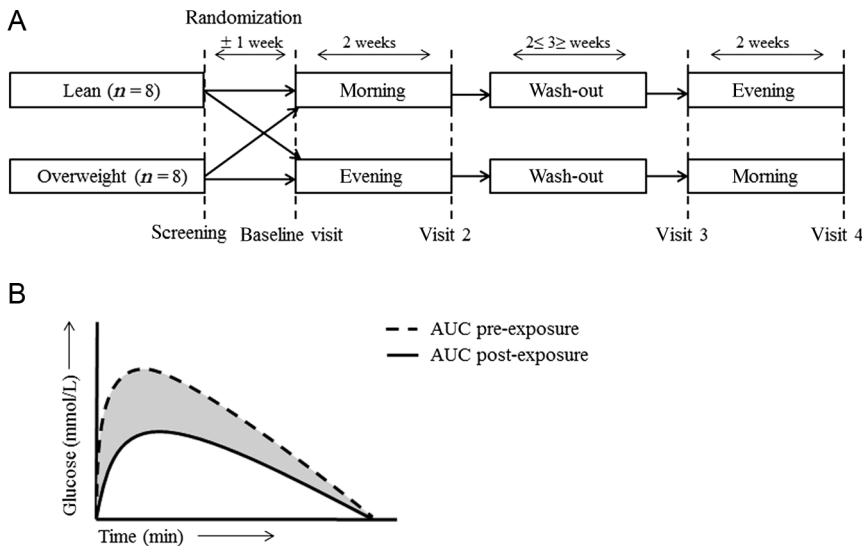 A
Randomization
± 1 week
2 weeks
2≤ 3≥ weeks
2 weeks
Lean (n = 8)
Morning
Wash-out
Evening
Overweight (n = 8)
Evening
Wash-out
Morning
Screening
Baseline visit
Visit 2
Visit 3
Visit 4
B
AUC pre-exposure
AUC post-exposure
Glucose (mmol/L)
Time (min)